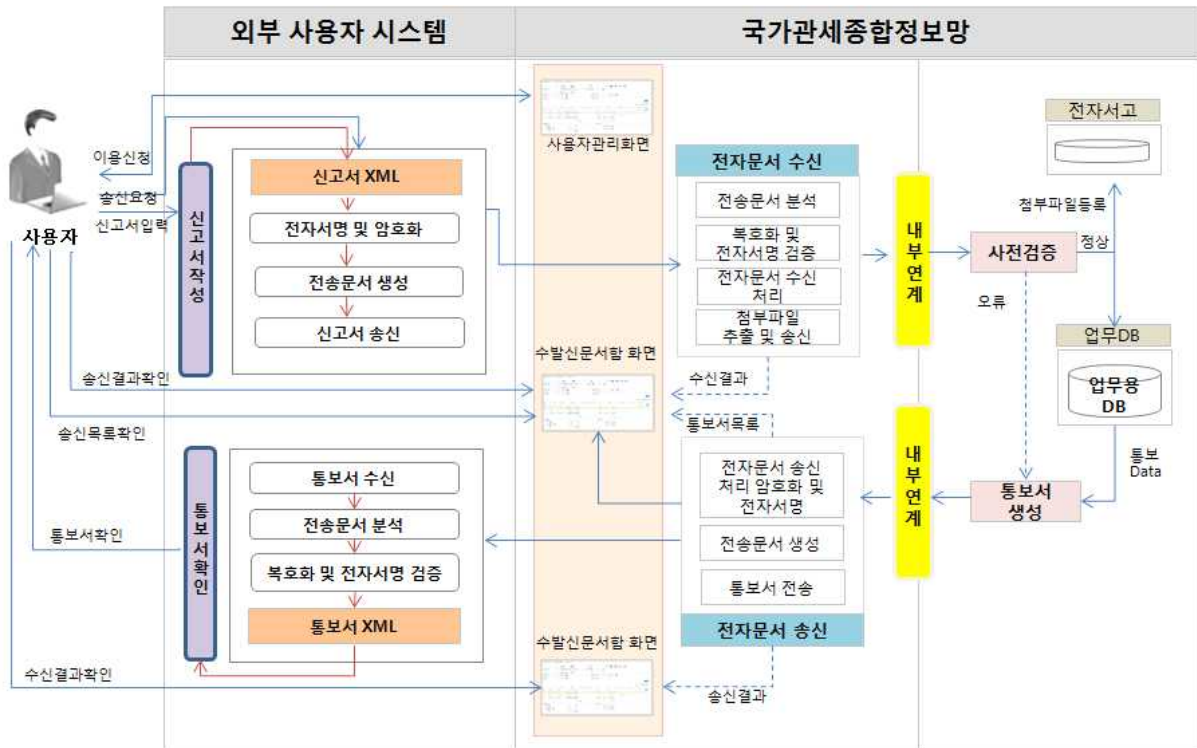 외부 사용자 시스템
국가관세종합정보망
이용신청
송신요청
신고서입력
사용자
신고서작성
신고서 XML
전자서명 및 암호화
전송문서 생성
신고서 송신
송신결과확인
송신목록확인
사용자관리화면
전자문서 수신
전송문서 분석
복호화 및
전자서명 검증
전자문서 수신
처리
첨부파일
추출 및 송신
내부연계
사전검증
정상
오류
첨부파일등록
전자서고
업무DB
업무용
DB
통보
Data
수발신문서함 화면
수신결과
통보서목록
통보서확인
통보서확인
통보서 수신
전송문서 분석
복호화 및 전자서명 검증
통보서 XML
전자문서 송신
처리 암호화 및
전자서명
전송문서 생성
통보서 전송
전자문서 송신
내부연계
통보서
생성
수발신문서함 화면
수신결과확인
송신결과